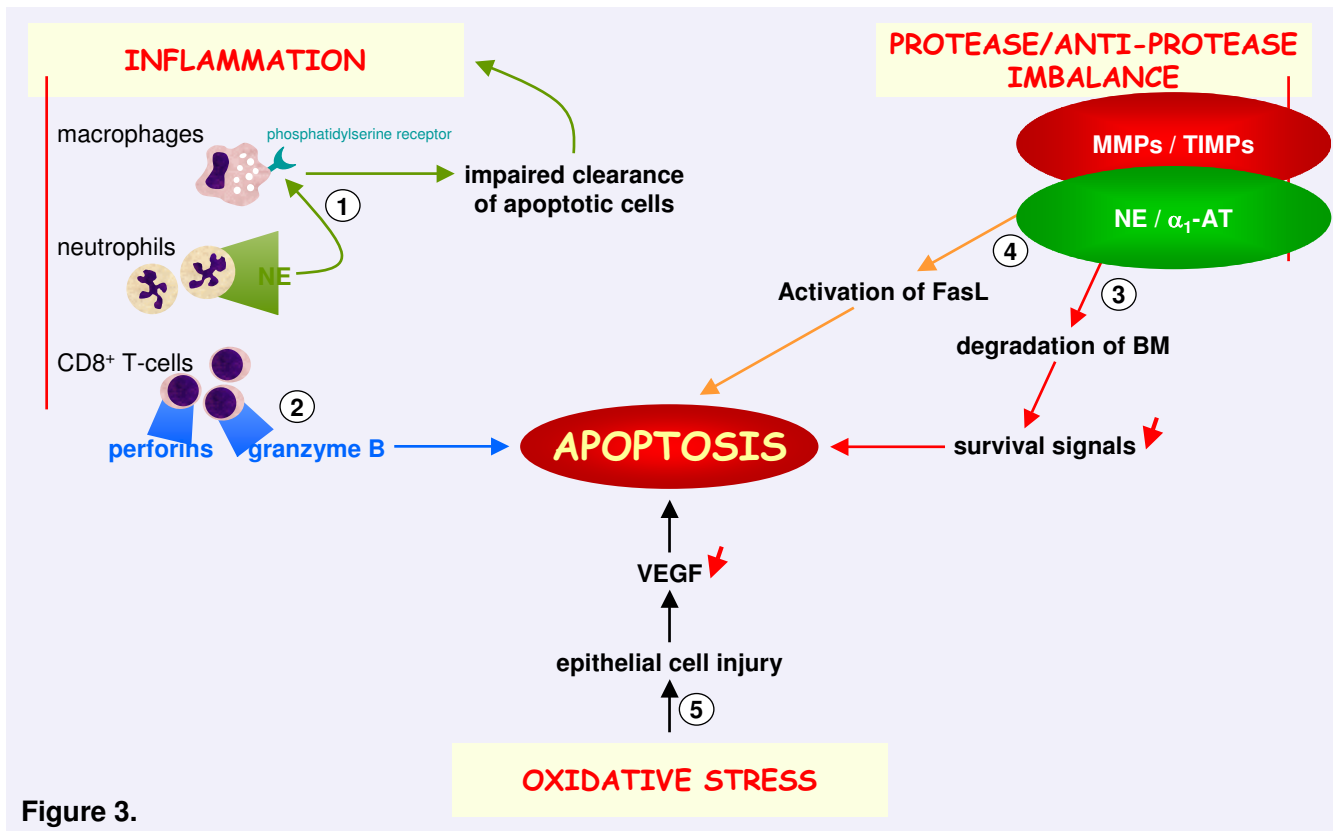 INFLAMMATION
macrophages
phosphatidylserine receptor
impaired clearance
of apoptotic cells
1
neutrophils
NE
CD8⁺ T-cells
2
perforins
granzyme B
PROTEASE/ANTI-PROTEASE
IMBALANCE
MMPs / TIMPs
NE / α₁-AT
4
3
Activation of FasL
degradation of BM
survival signals
APOPTOSIS
VEGF
epithelial cell injury
5
OXIDATIVE STRESS
Figure 3.